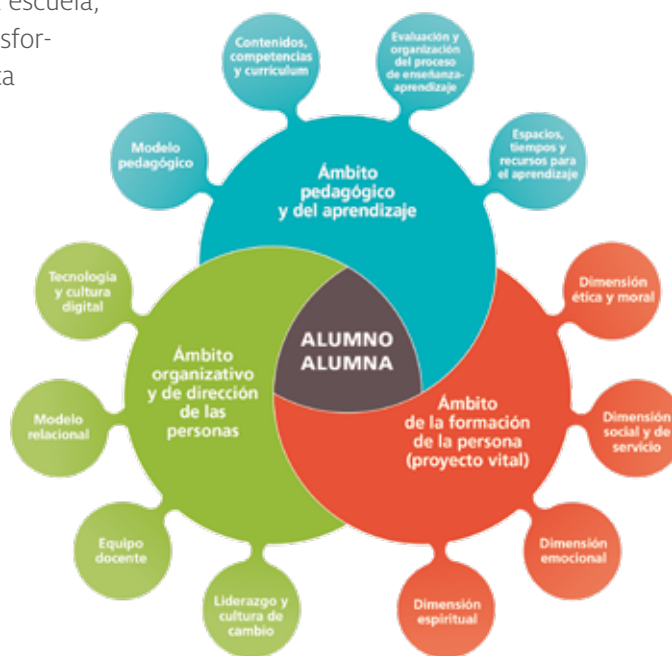 escuela,
sfor-
a
Contenidos,
competencias
y curriculum
Evaluación y
organización
del proceso
de enseñanza-
aprendizaje
Modelo
pedagógico
Espacios,
tiempos y
recursos para
el aprendizaje
Ámbito
pedagógico
y del aprendizaje
Tecnología
y cultura
digital
Dimensión
ética y moral
ALUMNO
ALUMNA
Ámbito
organizativo
y de dirección
de las
personas
Ámbito
de la formación
de la persona
(proyecto vital)
Modelo
relacional
Dimensión
social y de
servicio
Equipo
docente
Dimensión
emocional
Liderazgo y
cultura de
cambio
Dimensión
espiritual